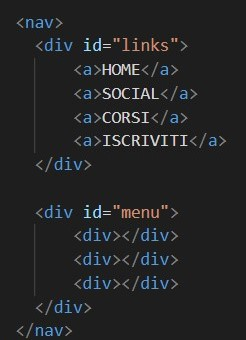 <nav>
<div id="links">
<a>HOME</a>
<a>SOCIAL</a>
<a>CORSI</a>
<a>ISCRIVITI</a>
</div>
<div id="menu">
<div></div>
<div></div>
<div></div>
</div>
</nav>